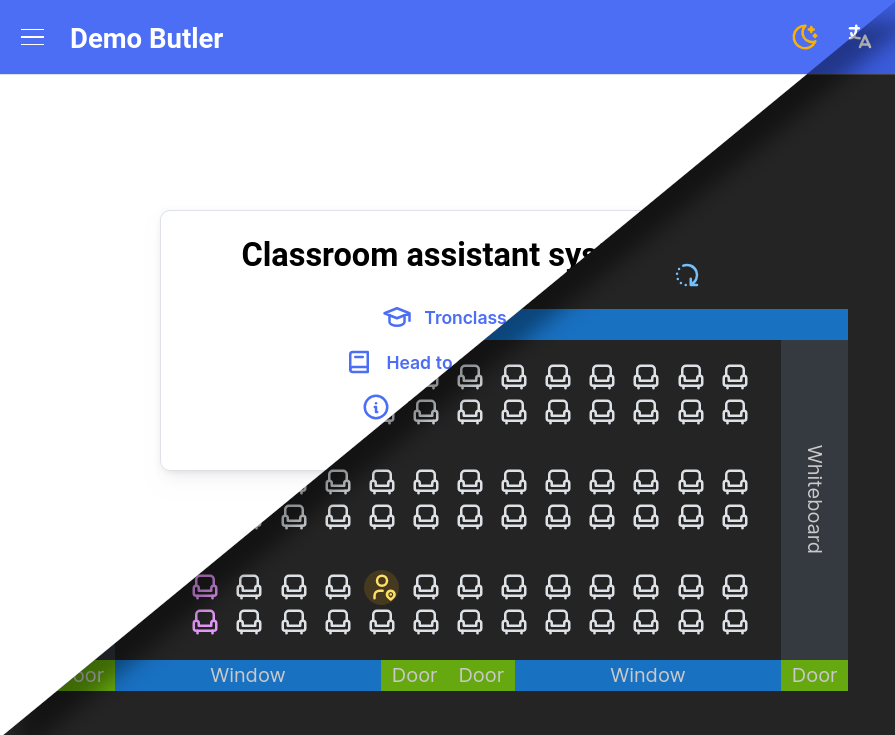 Demo Butler
Classroom assistant sys
Tronclass
Head to
Whiteboard
oor
Window
Door
Door
Window
Door